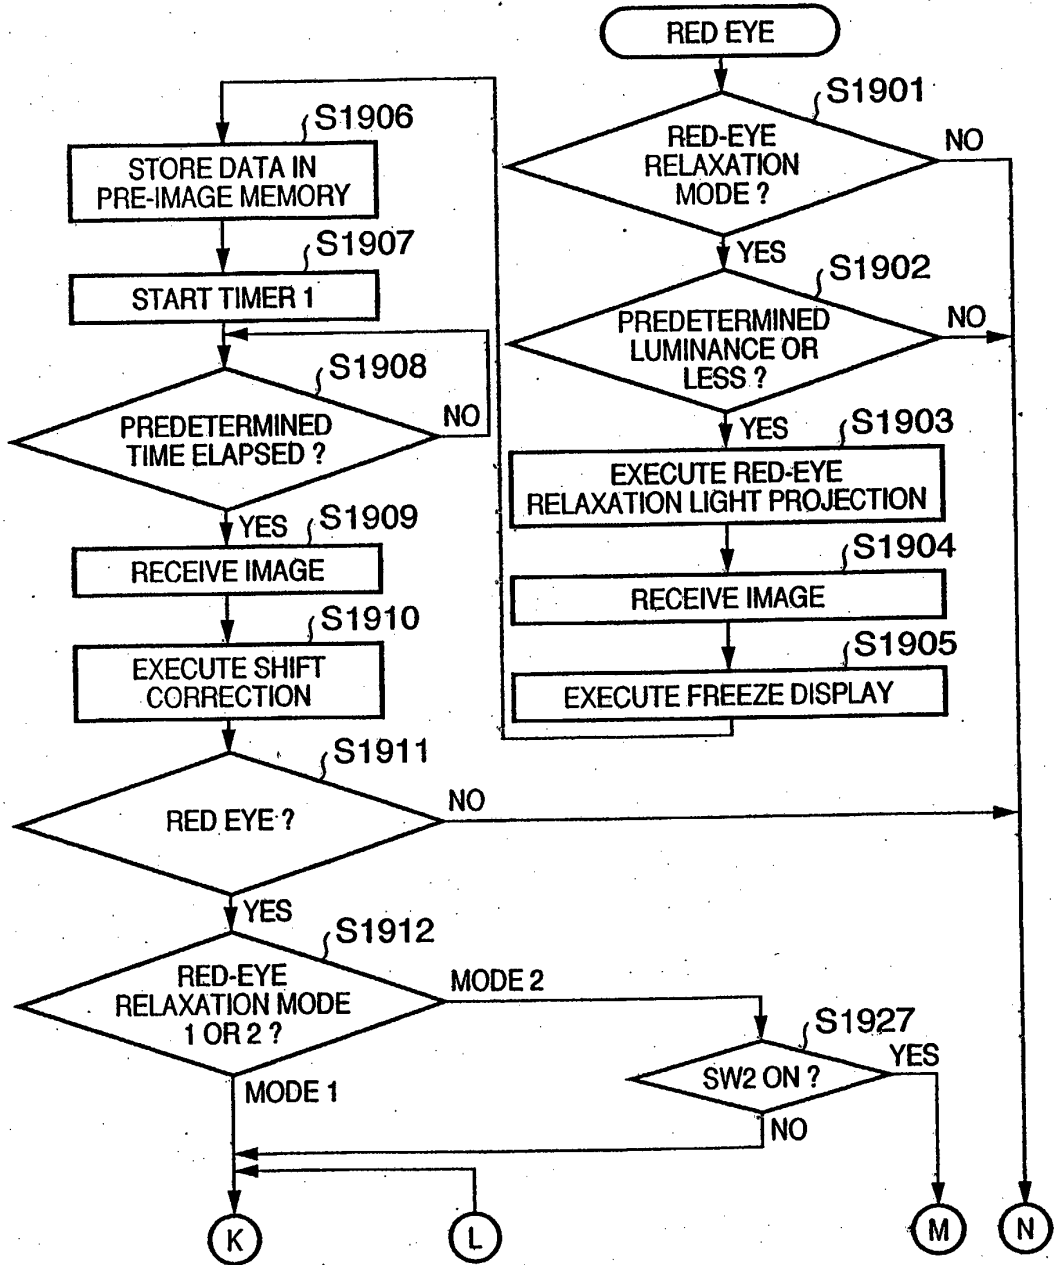 RED EYE
S1901
RED-EYE
RELAXATION
MODE ?
NO
YES
S1902
PREDETERMINED
LUMINANCE OR
LESS ?
NO
YES
S1903
EXECUTE RED-EYE
RELAXATION LIGHT PROJECTION
S1904
RECEIVE IMAGE
S1905
EXECUTE FREEZE DISPLAY
S1906
STORE DATA IN
PRE-IMAGE MEMORY
S1907
START TIMER 1
S1908
PREDETERMINED
TIME ELAPSED ?
NO
YES
S1909
RECEIVE IMAGE
S1910
EXECUTE SHIFT
CORRECTION
S1911
RED EYE ?
NO
YES
S1912
RED-EYE
RELAXATION MODE
1 OR 2 ?
MODE 2
MODE 1
S1927
SW2 ON ?
YES
NO
K
L
M
N